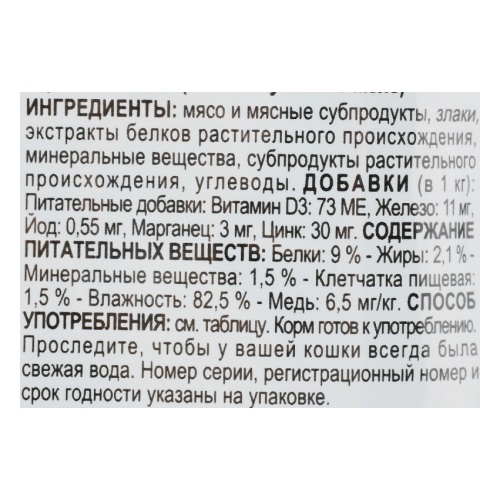 ИНГРЕДИЕНТЫ: мясо и мясные субпродукты, злаки,
экстракты белков растительного происхождения,
минеральные вещества, субпродукты растительного
происхождения, углеводы. ДОБАВКИ (в 1 кг):
Питательные добавки: Витамин D3: 73 МЕ, Железо: 11 мг,
Йод: 0,55 мг, Марганец: 3 мг, Цинк: 30 мг. СОДЕРЖАНИЕ
ПИТАТЕЛЬНЫХ ВЕЩЕСТВ: Белки: 9 % - Жиры: 2,1 % -
Минеральные вещества: 1,5 % - Клетчатка пищевая:
1,5 % - Влажность: 82,5 % - Медь: 6,5 мг/кг. СПОСОБ
УПОТРЕБЛЕНИЯ: см. таблицу. Корм готов к употреблению.
Проследите, чтобы у вашей кошки всегда была
свежая вода. Номер серии, регистрационный номер и
срок годности указаны на упаковке.